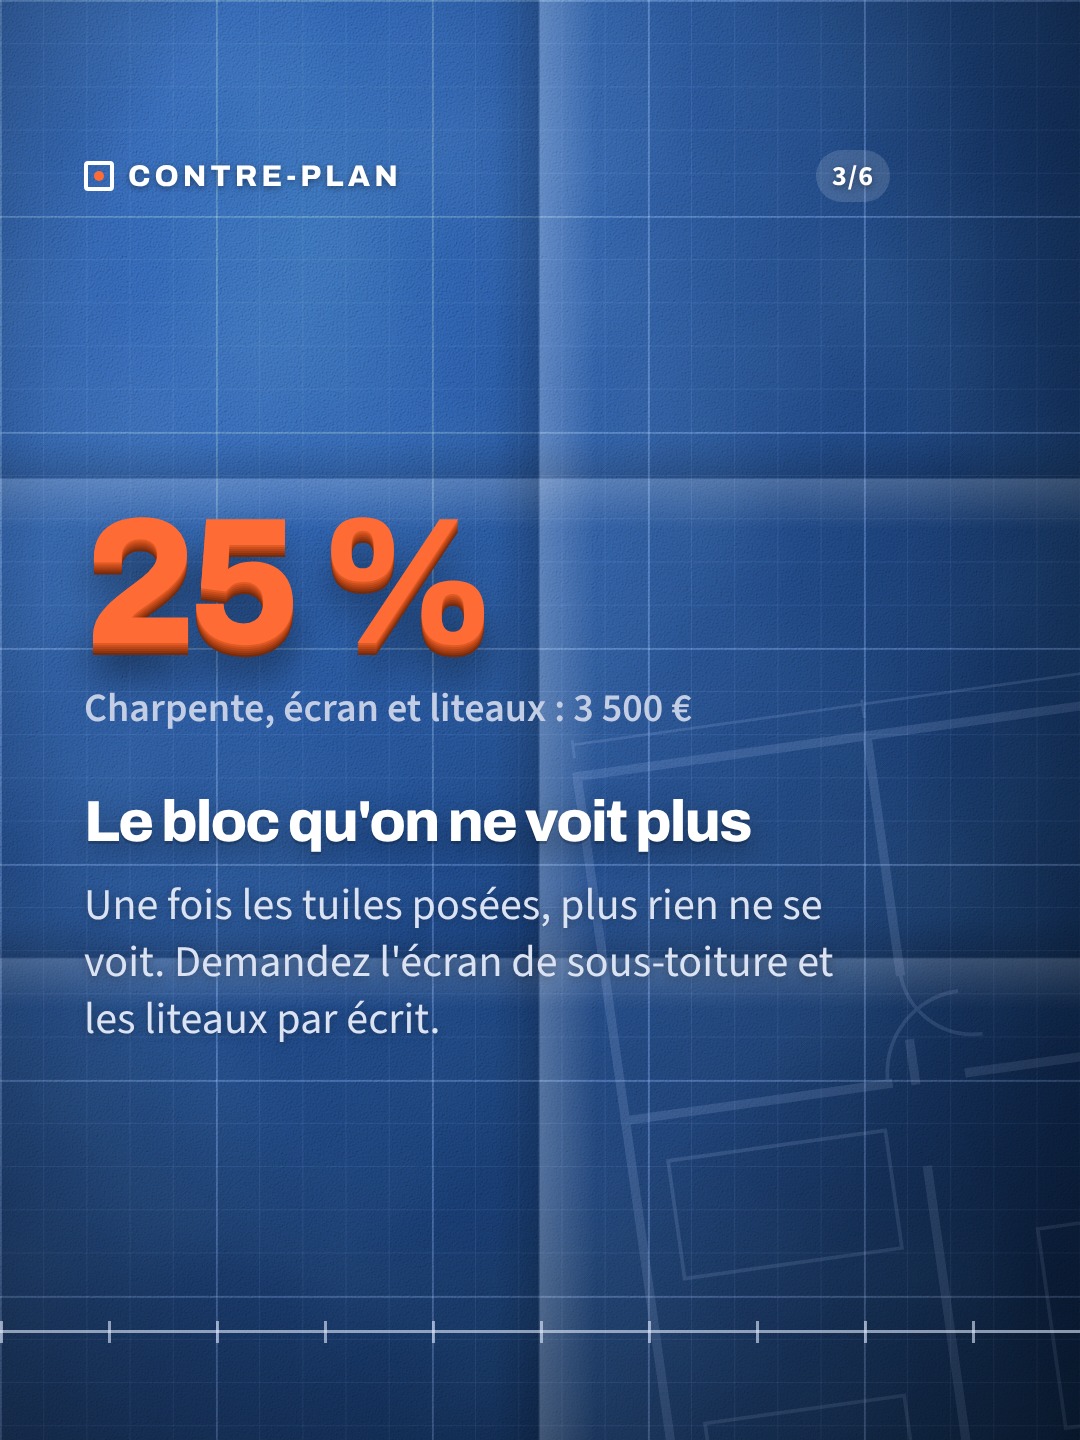 CONTRE-PLAN
3/6
25 %
Charpente, écran et liteaux : 3 500 €
Le bloc qu'on ne voit plus
Une fois les tuiles posées, plus rien ne se
voit. Demandez l'écran de sous-toiture et
les liteaux par écrit.